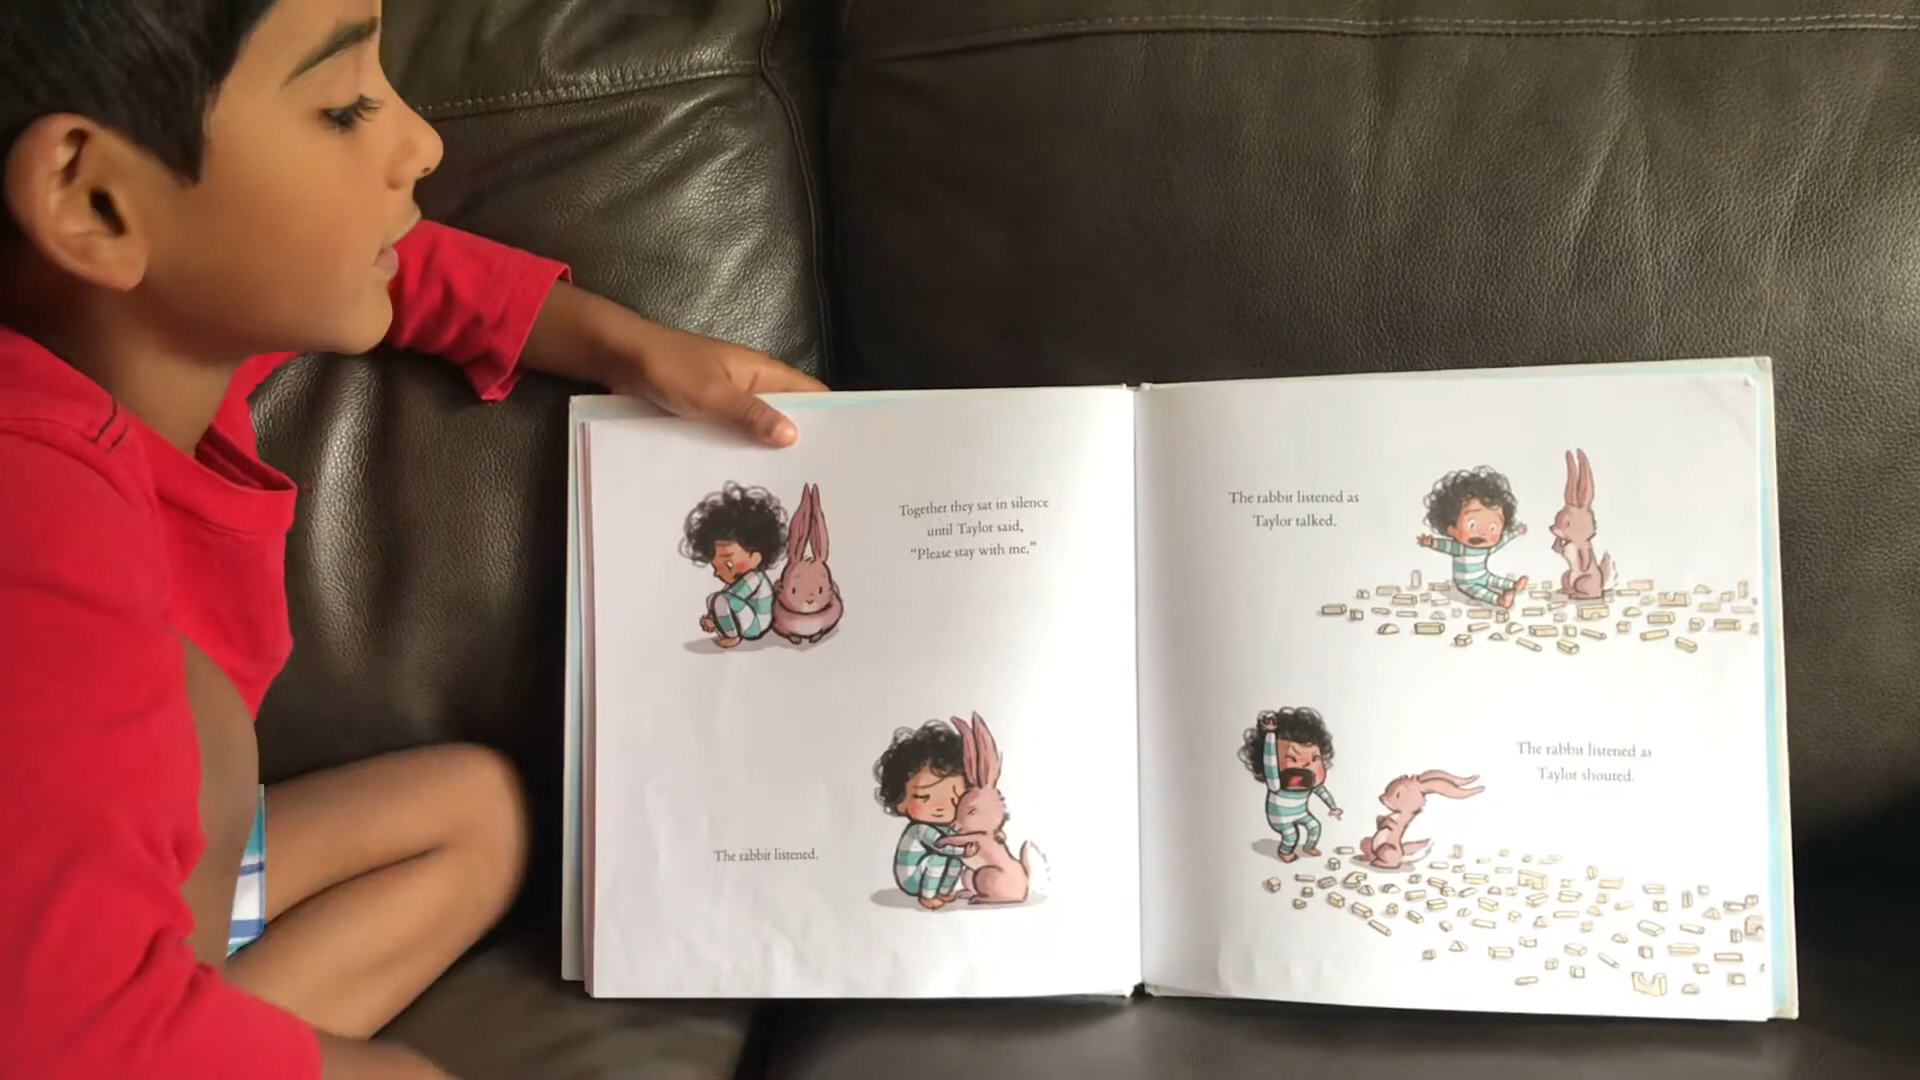 Together they sat in silence
until Taylor said,
“Please stay with me.”
The rabbit listened.
The rabbit listened as
Taylor talked.
The rabbit listened as
Taylor shouted.